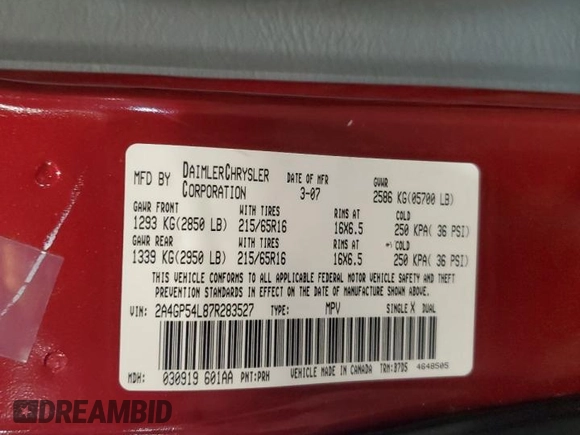 MFD BY DAIMLERCHRYSLER CORPORATION DATE OF MFR 3-07 GVWR 2586 KG(05700 LB)
GAWR FRONT WITH TIRES RIMS AT COLD
1293 KG(2850 LB) 215/65R16 16X6.5 250 KPA( 36 PSI)
GAWR REAR WITH TIRES RIMS AT COLD
1339 KG(2950 LB) 215/65R16 16X6.5 250 KPA( 36 PSI)
THIS VEHICLE CONFORMS TO ALL APPLICABLE FEDERAL MOTOR VEHICLE SAFETY AND THEFT
PREVENTION STANDARDS IN EFFECT ON THE DATE OF MANUFACTURE SHOWN ABOVE.
VIN: 2A4GP54L87R283527 TYPE: MPV SINGLE X DUAL
MDH: 030919 601AA PNT:PRH VEHICLE MADE IN CANADA TRM:B7D5 4648505
DREAMBID